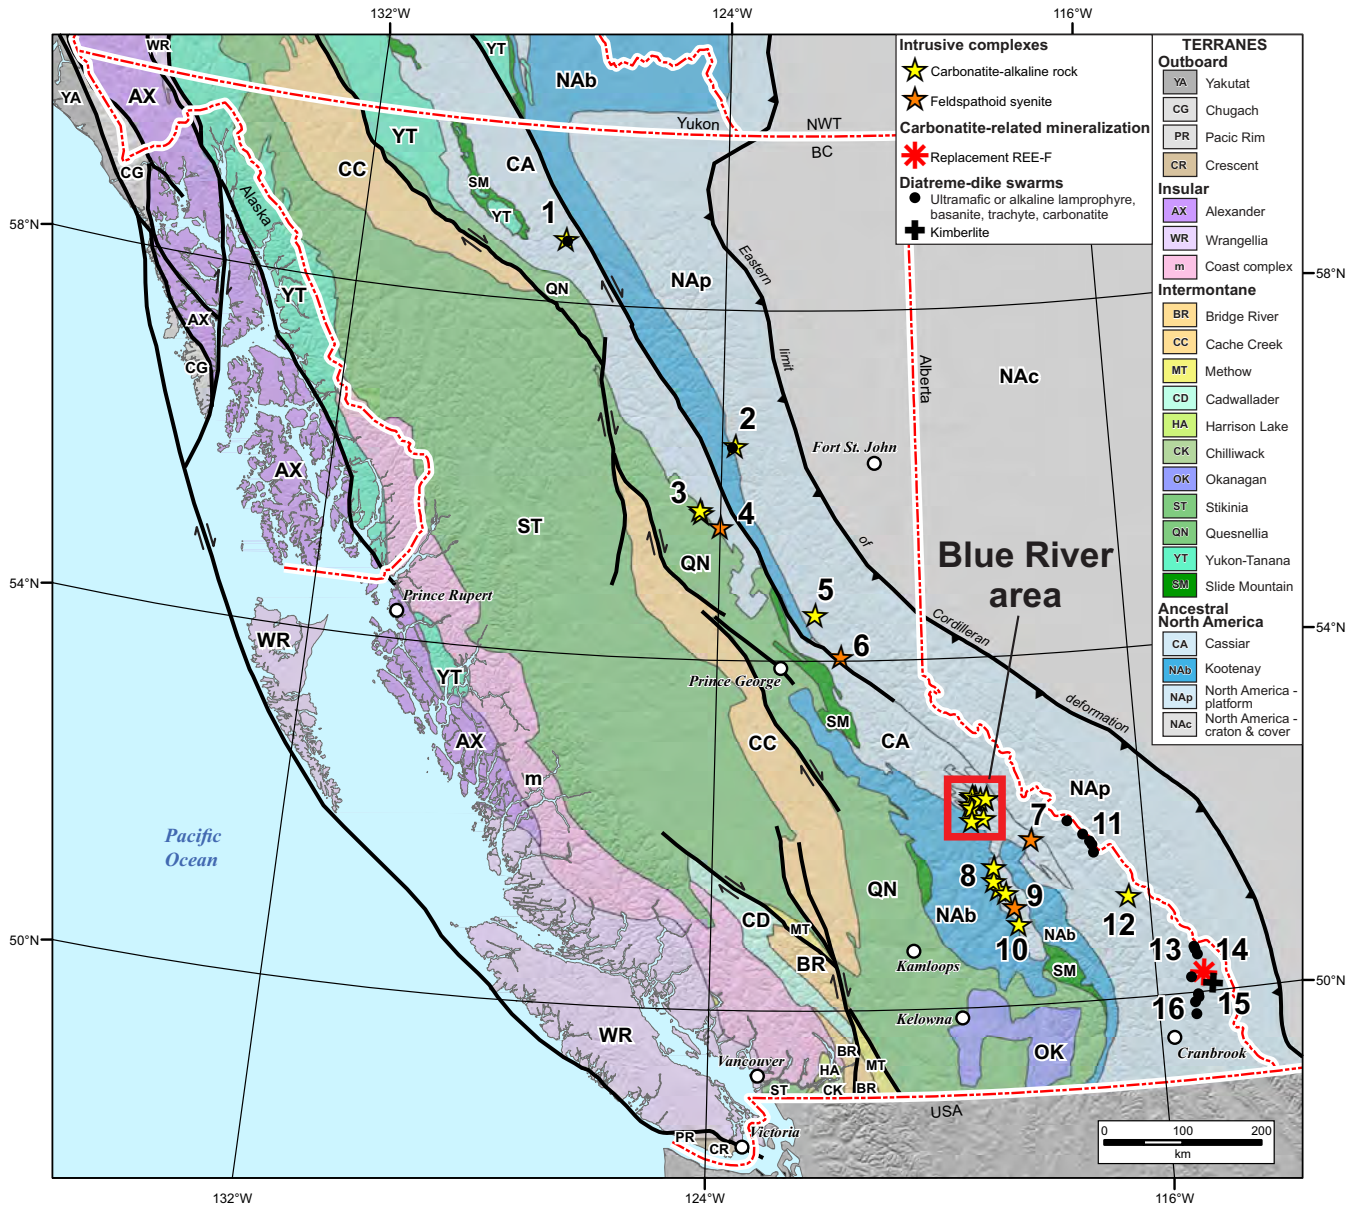 132°W
124°W
116°W
Intrusive complexes
Carbonatite-alkaline rock
Feldspathoid syenite
Carbonatite-related mineralization
Replacement REE-F
Diatreme-dike swarms
Ultramafic or alkaline lamprophyre,
basanite, trachyte, carbonatite
Kimberlite
TERRANES
Outboard
YA Yakutat
CG Chugach
PR Pacic Rim
CR Crescent
Insular
AX Alexander
WR Wrangellia
m Coast complex
Intermontane
BR Bridge River
CC Cache Creek
MT Methow
CD Cadwallader
HA Harrison Lake
CK Chilliwack
OK Okanagan
ST Stikinia
QN Quesnellia
YT Yukon-Tanana
SM Slide Mountain
Ancestral
North America
CA Cassiar
NAb Kootenay
NAp North America -
platform
NAc North America -
craton & cover
WR
YT
NAb
YA
AX
Yukon
NWT
BC
YT
CA
CC
CG
SM
Alaska
YT
1
58°N
58°N
Eastern
NAp
QN
YT
AX
limit
Alberta
CG
NAc
2
Fort St. John
AX
3
4
ST
of
QN
Blue River
area
54°N
Prince Rupert
5
Cordilleran
54°N
WR
6
YT
Prince George
deformation
SM
AX
CC
CA
m
NAp
7
11
Pacific
Ocean
8
QN
9
NAb
12
CD
MT
10
NAb
50°N
13
14
BR
Kamloops
SM
50°N
15
16
Kelowna
WR
OK
Cranbrook
BR
Vancouver
HA
MT
ST
CK
BR
USA
Victoria
PR
CR
0 100 200
km
132°W
124°W
116°W